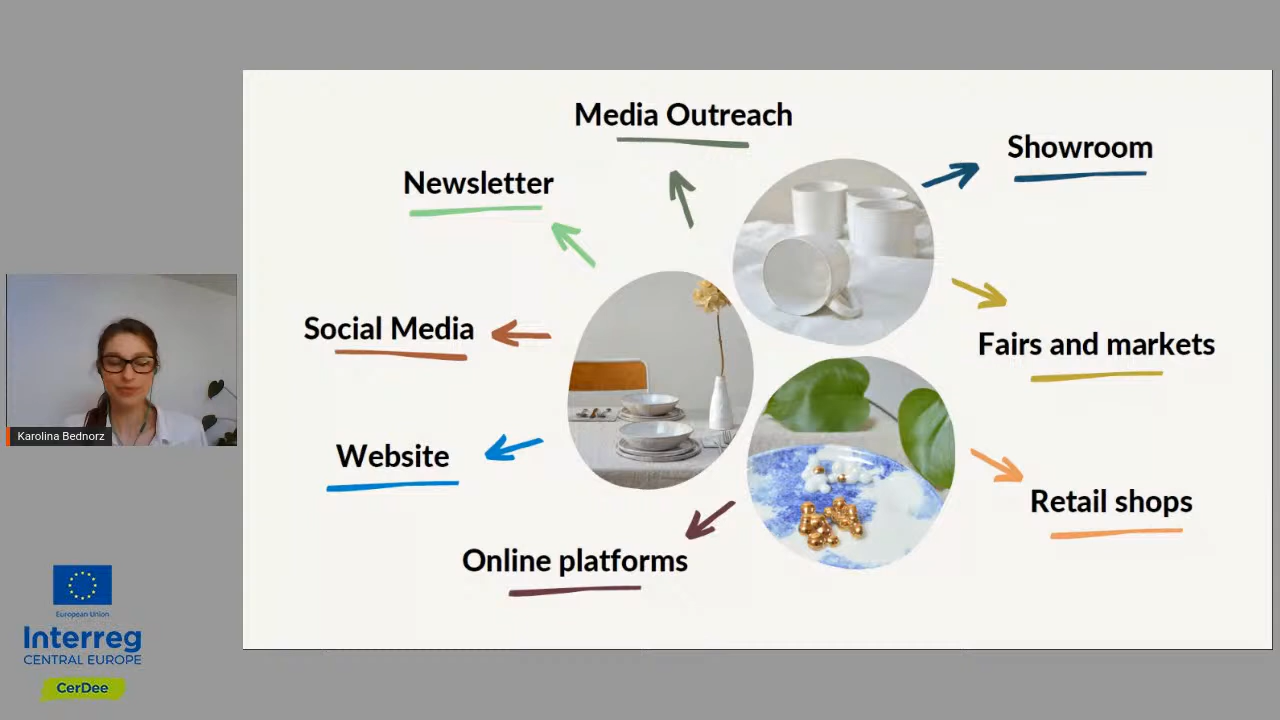 Media Outreach
Showroom
Newsletter
Social Media
Fairs and markets
Website
Retail shops
Online platforms
Karolina Bednorz
European Union
Interreg
CENTRAL EUROPE
CerDee